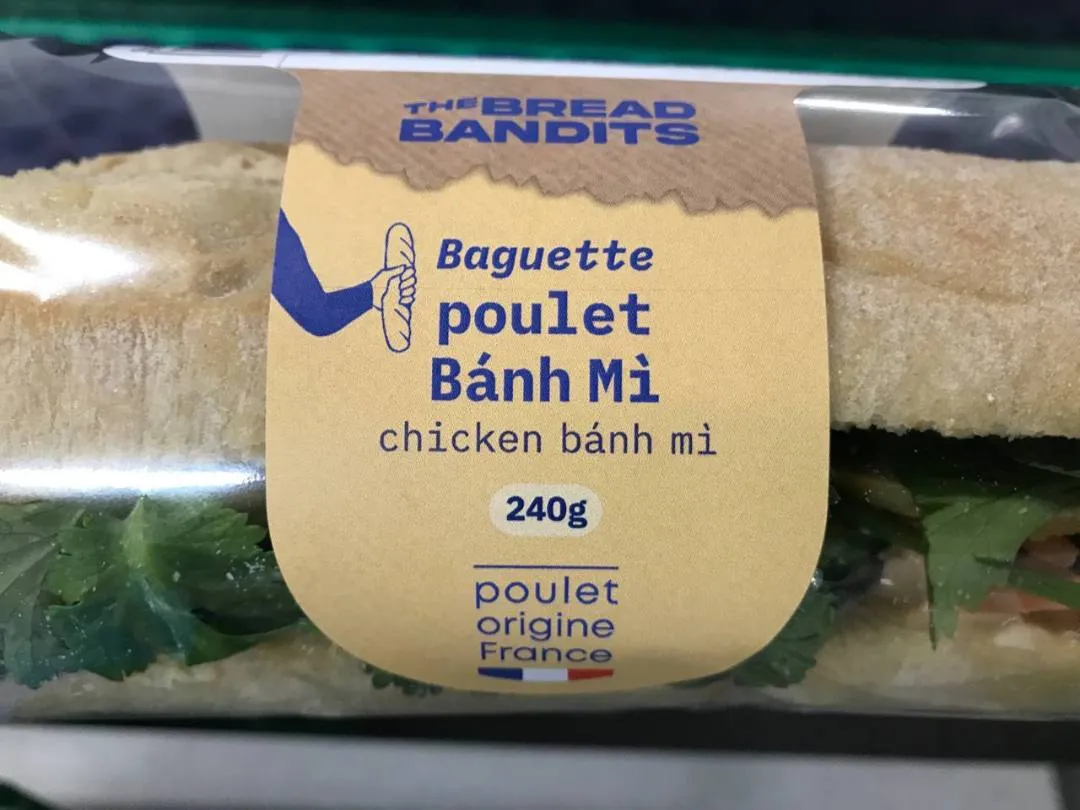 THE BREAD
BANDITS
Baguette
poulet
Bánh Mì
chicken bánh mì
240g
poulet
origine
France